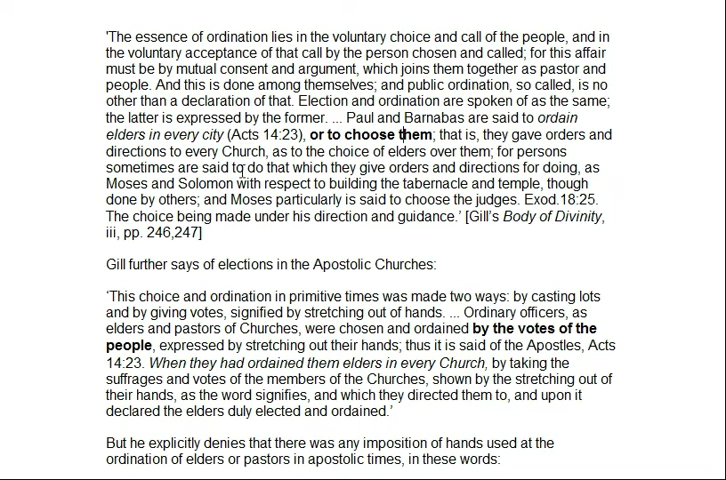 'The essence of ordination lies in the voluntary choice and call of the people, and in
the voluntary acceptance of that call by the person chosen and called; for this affair
must be by mutual consent and argument, which joins them together as pastor and
people. And this is done among themselves; and public ordination, so called, is no
other than a declaration of that. Election and ordination are spoken of as the same;
the latter is expressed by the former. ... Paul and Barnabas are said to ordain
elders in every city (Acts 14:23), or to choose them; that is, they gave orders and
directions to every Church, as to the choice of elders over them; for persons
sometimes are said to do that which they give orders and directions for doing, as
Moses and Solomon with respect to building the tabernacle and temple, though
done by others; and Moses particularly is said to choose the judges. Exod.18:25.
The choice being made under his direction and guidance.' [Gill's Body of Divinity,
iii, pp. 246,247]
Gill further says of elections in the Apostolic Churches:
'This choice and ordination in primitive times was made two ways: by casting lots
and by giving votes, signified by stretching out of hands. ... Ordinary officers, as
elders and pastors of Churches, were chosen and ordained by the votes of the
people, expressed by stretching out their hands; thus it is said of the Apostles, Acts
14:23. When they had ordained them elders in every Church, by taking the
suffrages and votes of the members of the Churches, shown by the stretching out of
their hands, as the word signifies, and which they directed them to, and upon it
declared the elders duly elected and ordained.'
But he explicitly denies that there was any imposition of hands used at the
ordination of elders or pastors in apostolic times, in these words: